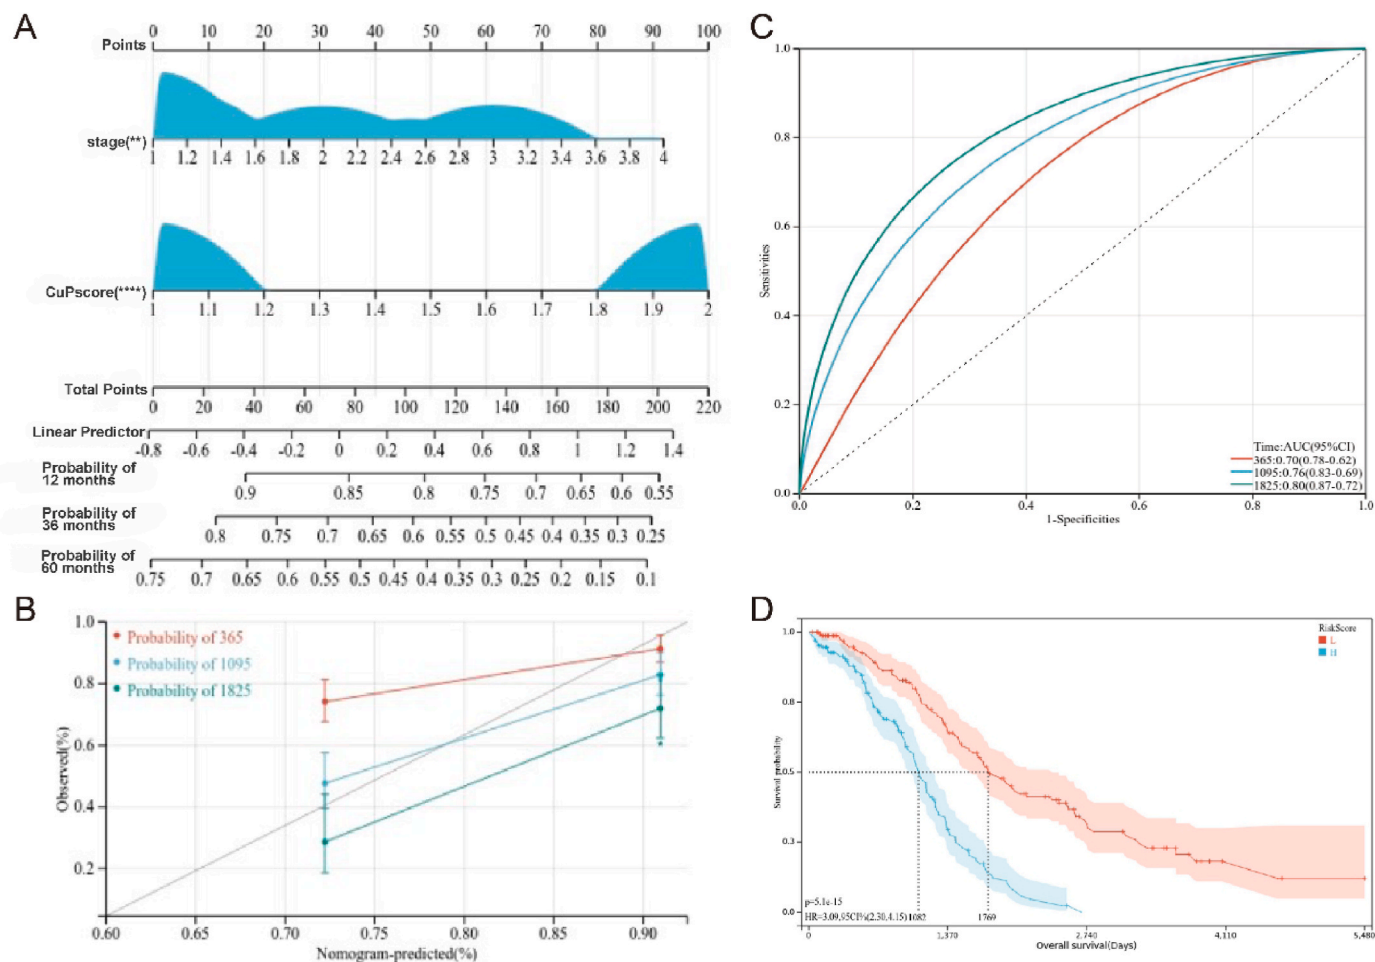 A
Points
0 10 20 30 40 50 60 70 80 90 100
stage(**)
1 1.2 1.4 1.6 1.8 2 2.2 2.4 2.6 2.8 3 3.2 3.4 3.6 3.8 4
CuPscore(****)
1 1.1 1.2 1.3 1.4 1.5 1.6 1.7 1.8 1.9 2
Total Points
0 20 40 60 80 100 120 140 160 180 200 220
Linear Predictor
-0.8 -0.6 -0.4 -0.2 0 0.2 0.4 0.6 0.8 1 1.2 1.4
Probability of
12 months
0.9 0.85 0.8 0.75 0.7 0.65 0.6 0.55
Probability of
36 months
0.8 0.75 0.7 0.65 0.6 0.55 0.5 0.45 0.4 0.35 0.3 0.25
Probability of
60 months
0.75 0.7 0.65 0.6 0.55 0.5 0.45 0.4 0.35 0.3 0.25 0.2 0.15 0.1
B
1.0
0.8
0.6
0.4
0.2
Observed(%)
Probability of 365
Probability of 1095
Probability of 1825
0.60 0.65 0.70 0.75 0.80 0.85 0.90
Nomogram-predicted(%)
C
1.0
0.8
0.6
0.4
0.2
0.0
Sensitivities
Time:AUC(95%CI)
365:0.70(0.78-0.62)
1095:0.76(0.83-0.69)
1825:0.80(0.87-0.72)
0.0 0.2 0.4 0.6 0.8 1.0
1-Specificities
D
RiskScore
L
H
1.0
0.8
0.5
0.3
0.0
Survival probability
p=5.1e-15
HR=3.09,95CI%(2.30,4.15)
1082 1769
0 1,370 2,740 4,110 5,480
Overall survival(Days)